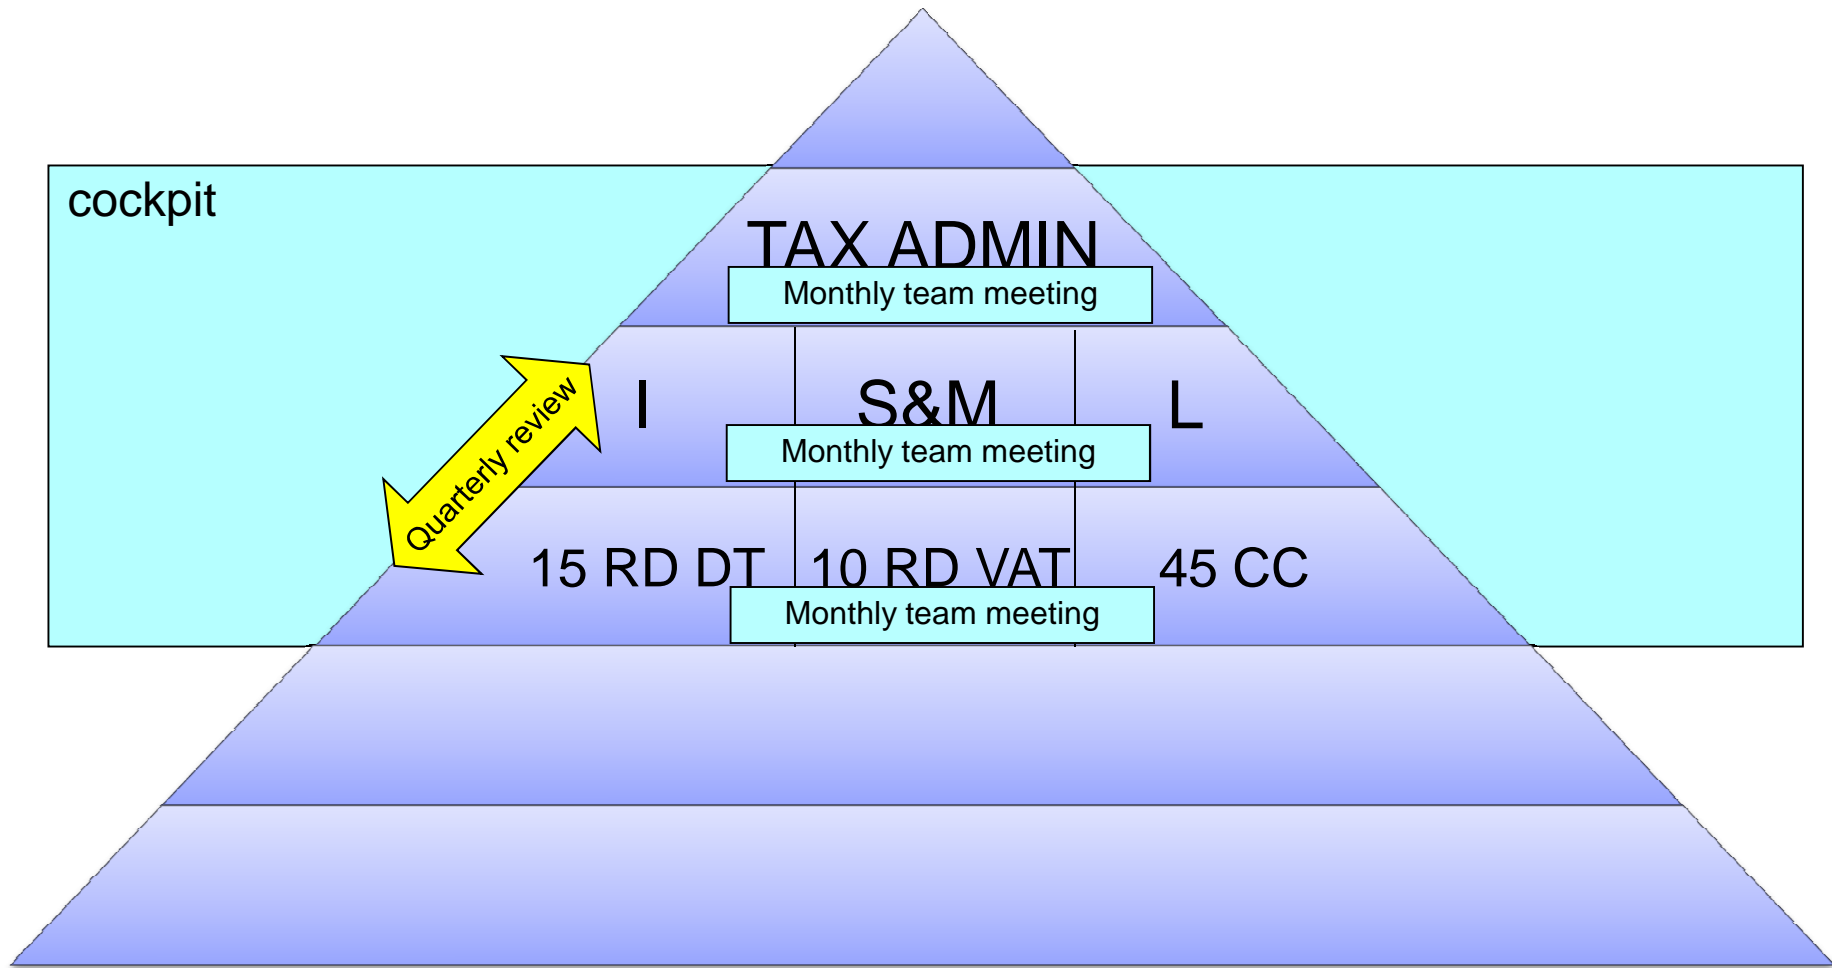 cockpit
TAX ADMIN
Monthly team meeting
I S&M L
Monthly team meeting
Quarterly review
15 RD DT 10 RD VAT 45 CC
Monthly team meeting